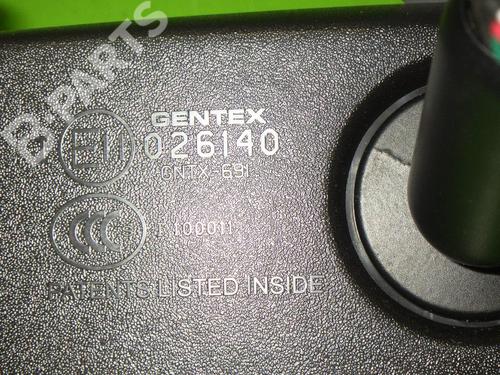 B-PARTS
GENTEX
E11 026140
GNTX-691
CCC
PATENTS LISTED INSIDE